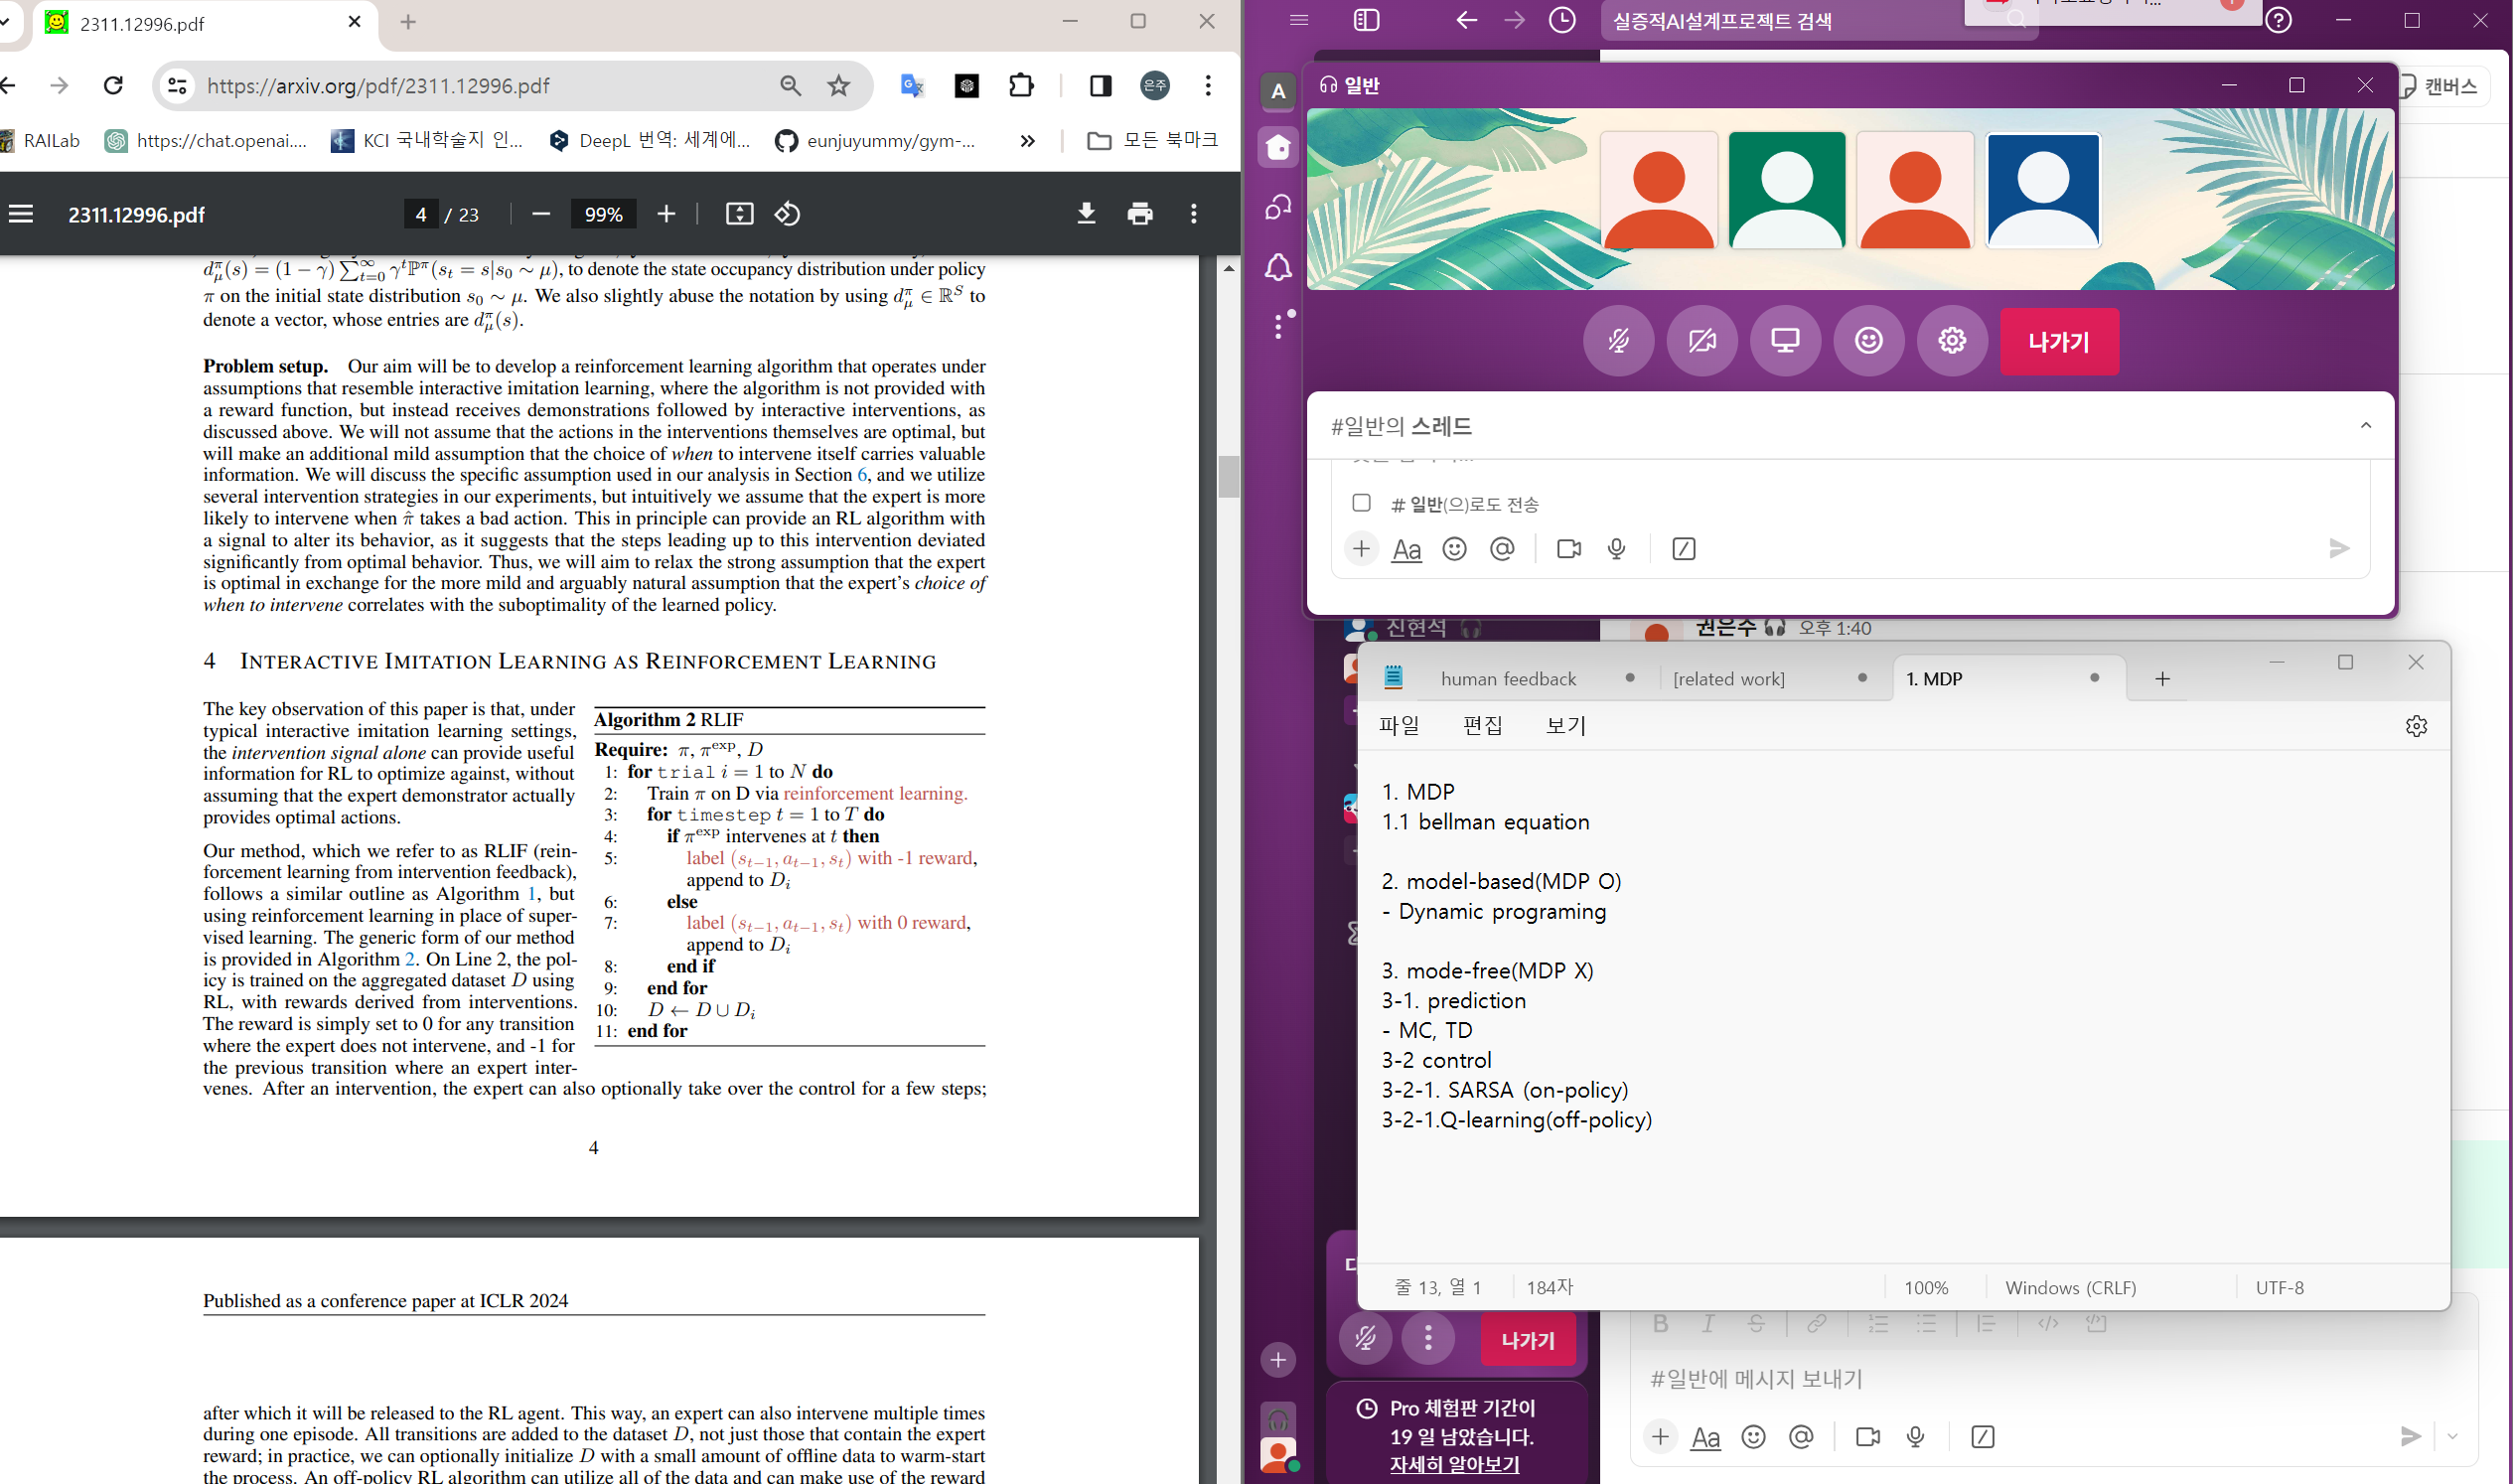 2311.12996.pdf
https://arxiv.org/pdf/2311.12996.pdf
은주
RAILab
https://chat.openai....
KCI 국내학술지 인...
DeepL 번역: 세계에...
eunjuyummy/gym-...
»
모든 북마크
2311.12996.pdf
4 / 23
99%
d^π_μ(s) = (1 − γ) ∑^∞_{t=0} γ^t ℙ^π(s_t = s|s_0 ∼ μ), to denote the state occupancy distribution under policy
π on the initial state distribution s_0 ∼ μ. We also slightly abuse the notation by using d^π_μ ∈ ℝ^S to
denote a vector, whose entries are d^π_μ(s).
Problem setup. Our aim will be to develop a reinforcement learning algorithm that operates under
assumptions that resemble interactive imitation learning, where the algorithm is not provided with
a reward function, but instead receives demonstrations followed by interactive interventions, as
discussed above. We will not assume that the actions in the interventions themselves are optimal, but
will make an additional mild assumption that the choice of when to intervene itself carries valuable
information. We will discuss the specific assumption used in our analysis in Section 6, and we utilize
several intervention strategies in our experiments, but intuitively we assume that the expert is more
likely to intervene when π̂ takes a bad action. This in principle can provide an RL algorithm with
a signal to alter its behavior, as it suggests that the steps leading up to this intervention deviated
significantly from optimal behavior. Thus, we will aim to relax the strong assumption that the expert
is optimal in exchange for the more mild and arguably natural assumption that the expert's choice of
when to intervene correlates with the suboptimality of the learned policy.
4 INTERACTIVE IMITATION LEARNING AS REINFORCEMENT LEARNING
The key observation of this paper is that, under
typical interactive imitation learning settings,
the intervention signal alone can provide useful
information for RL to optimize against, without
assuming that the expert demonstrator actually
provides optimal actions.
Our method, which we refer to as RLIF (rein-
forcement learning from intervention feedback),
follows a similar outline as Algorithm 1, but
using reinforcement learning in place of super-
vised learning. The generic form of our method
is provided in Algorithm 2. On Line 2, the pol-
icy is trained on the aggregated dataset D using
RL, with rewards derived from interventions.
The reward is simply set to 0 for any transition
where the expert does not intervene, and -1 for
the previous transition where an expert inter-
venes. After an intervention, the expert can also optionally take over the control for a few steps;
Algorithm 2 RLIF
Require: π, π^exp, D
1: for trial i = 1 to N do
2: Train π on D via reinforcement learning.
3: for timestep t = 1 to T do
4: if π^exp intervenes at t then
5: label (s_{t−1}, a_{t−1}, s_t) with -1 reward,
append to D_i
6: else
7: label (s_{t−1}, a_{t−1}, s_t) with 0 reward,
append to D_i
8: end if
9: end for
10: D ← D ∪ D_i
11: end for
4
Published as a conference paper at ICLR 2024
after which it will be released to the RL agent. This way, an expert can also intervene multiple times
during one episode. All transitions are added to the dataset D, not just those that contain the expert
reward; in practice, we can optionally initialize D with a small amount of offline data to warm-start
the process. An off-policy RL algorithm can utilize all of the data and can make use of the reward
실증적AI설계프로젝트 검색
A
캔버스
일반
나가기
#일반의 스레드
# 일반(으)로도 전송
Aa
진현석
권은수 오후 1:40
human feedback
[related work]
1. MDP
파일 편집 보기
1. MDP
1.1 bellman equation
2. model-based(MDP O)
- Dynamic programing
3. mode-free(MDP X)
3-1. prediction
- MC, TD
3-2 control
3-2-1. SARSA (on-policy)
3-2-1.Q-learning(off-policy)
줄 13, 열 1
184자
100%
Windows (CRLF)
UTF-8
나가기
Pro 체험판 기간이
19 일 남았습니다.
자세히 알아보기
B I S
#일반에 메시지 보내기
Aa